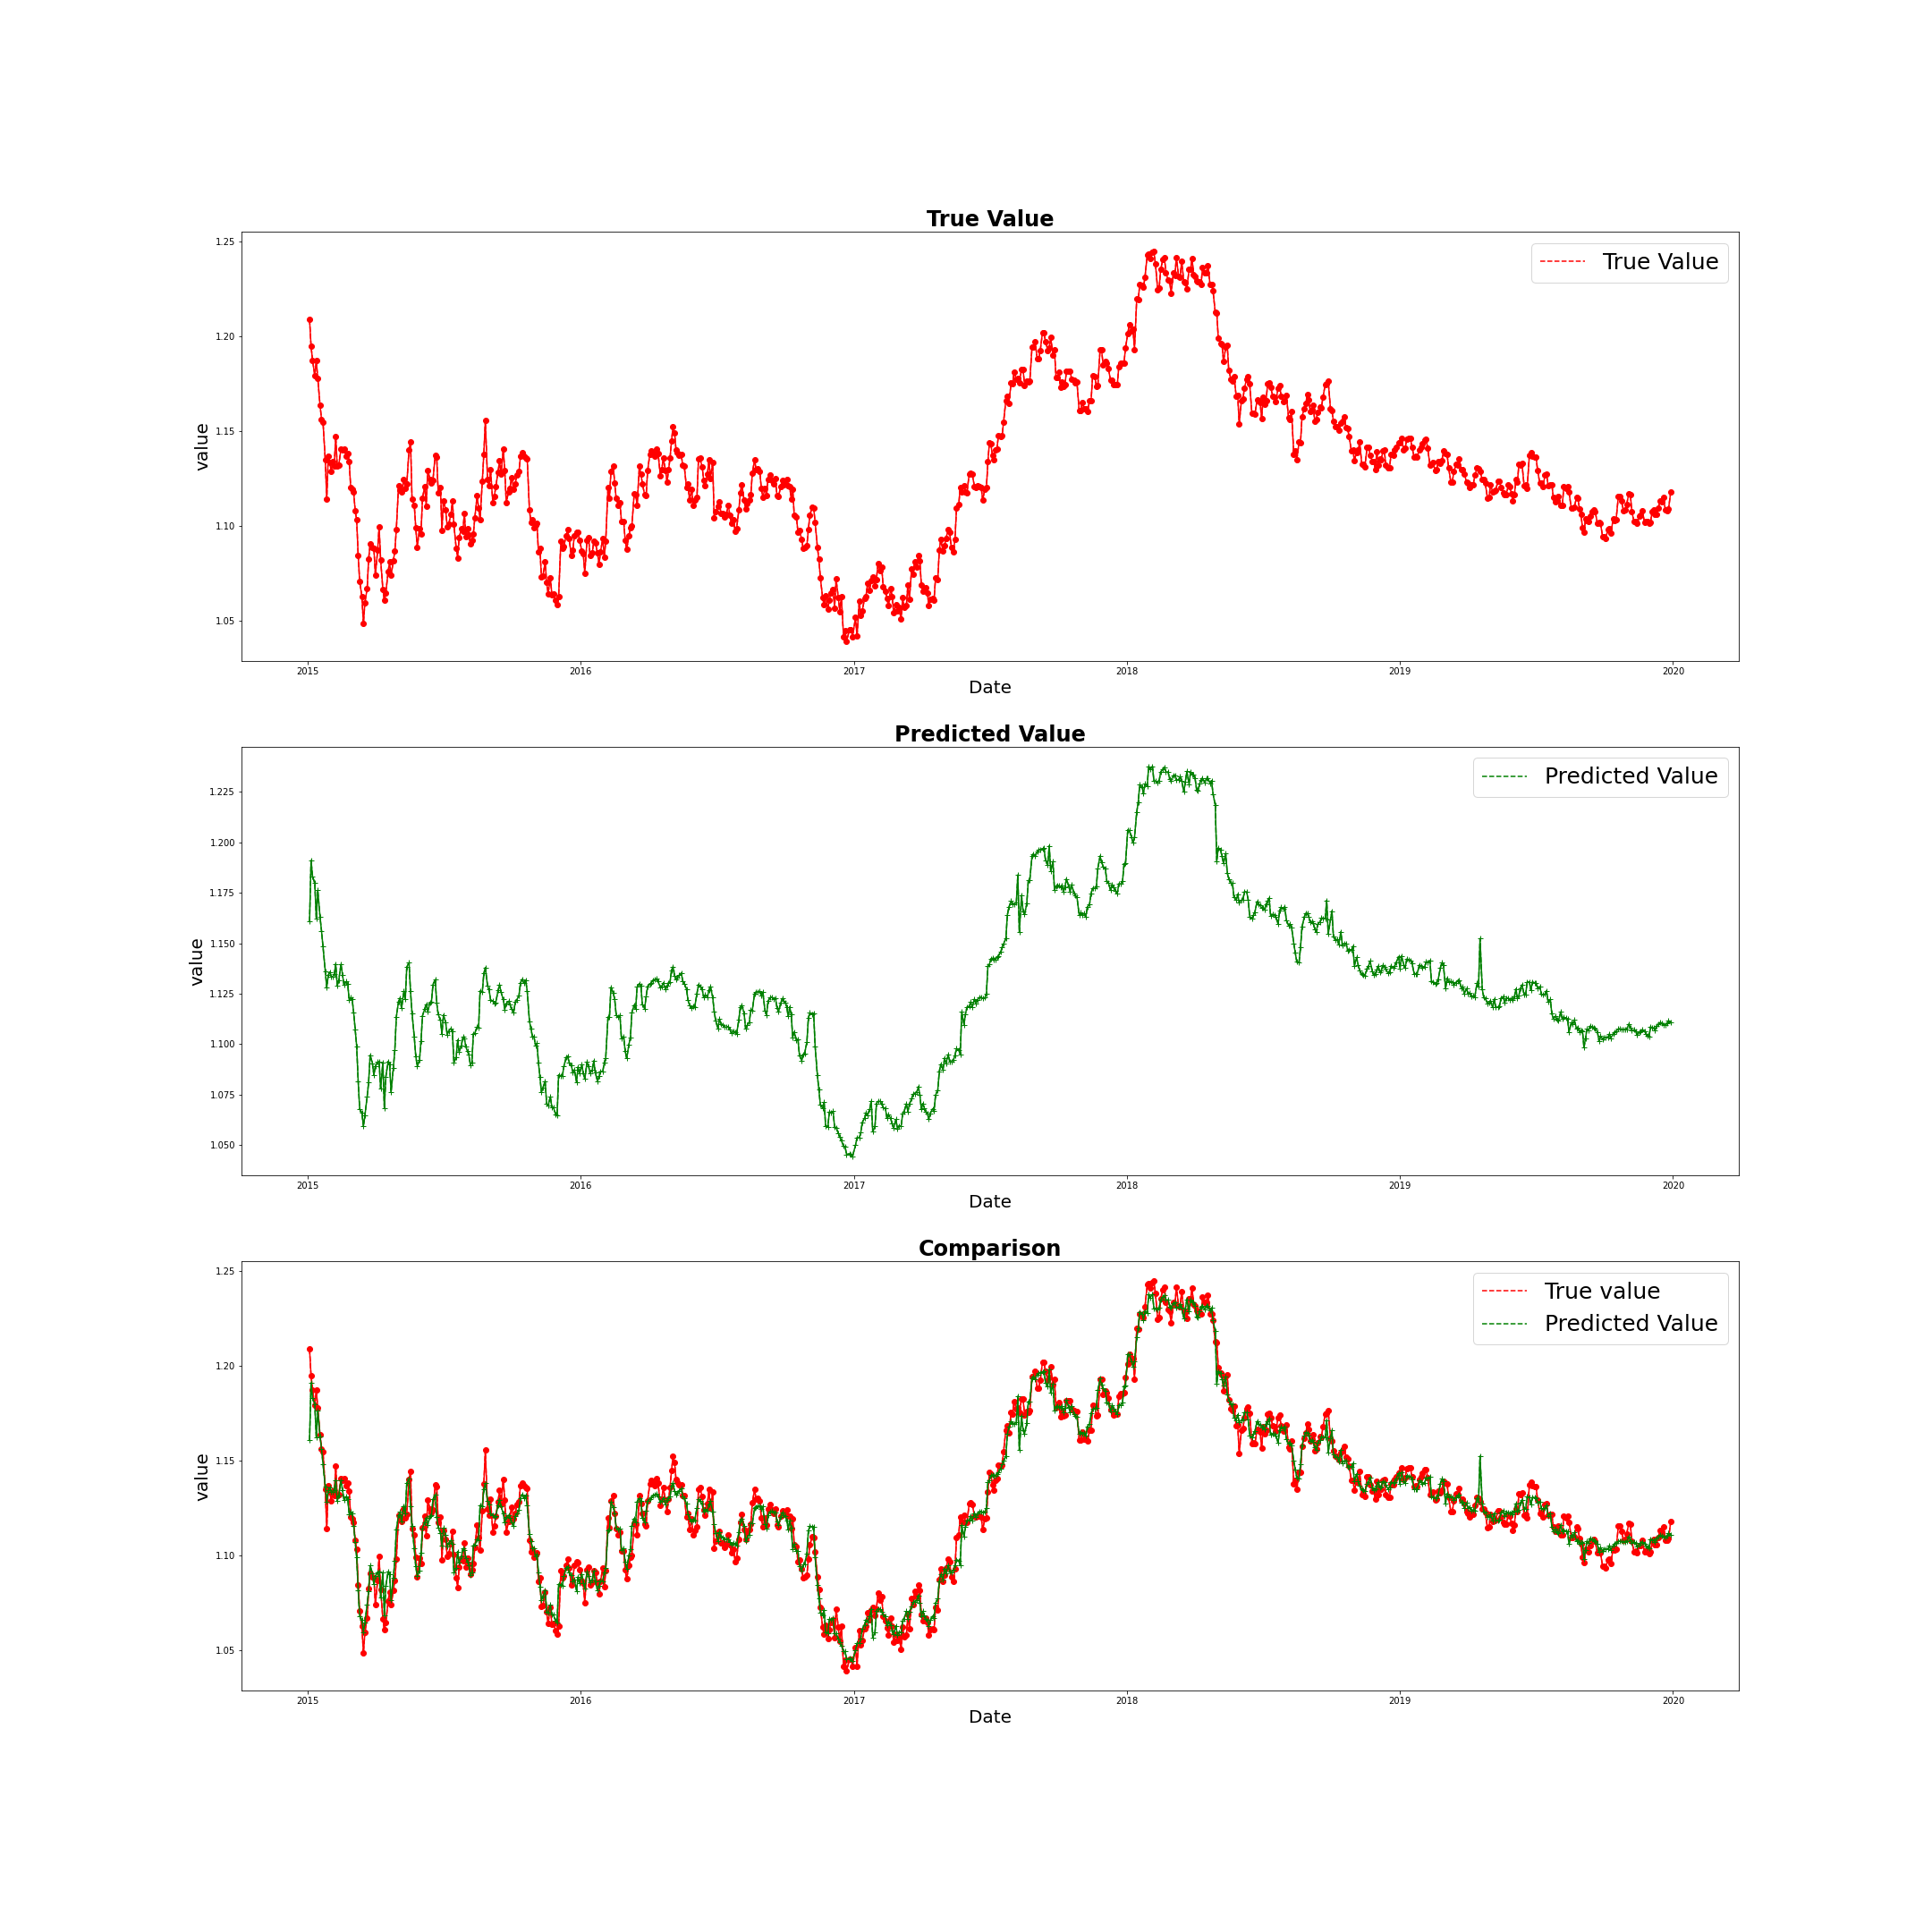 True Value
1.25
1.20
1.15
1.10
1.05
value
True Value
2015 2016 2017 2018 2019 2020
Date
Predicted Value
1.225
1.200
1.175
1.150
1.125
1.100
1.075
1.050
value
Predicted Value
2015 2016 2017 2018 2019 2020
Date
Comparison
1.25
1.20
1.15
1.10
1.05
value
True value
Predicted Value
2015 2016 2017 2018 2019 2020
Date